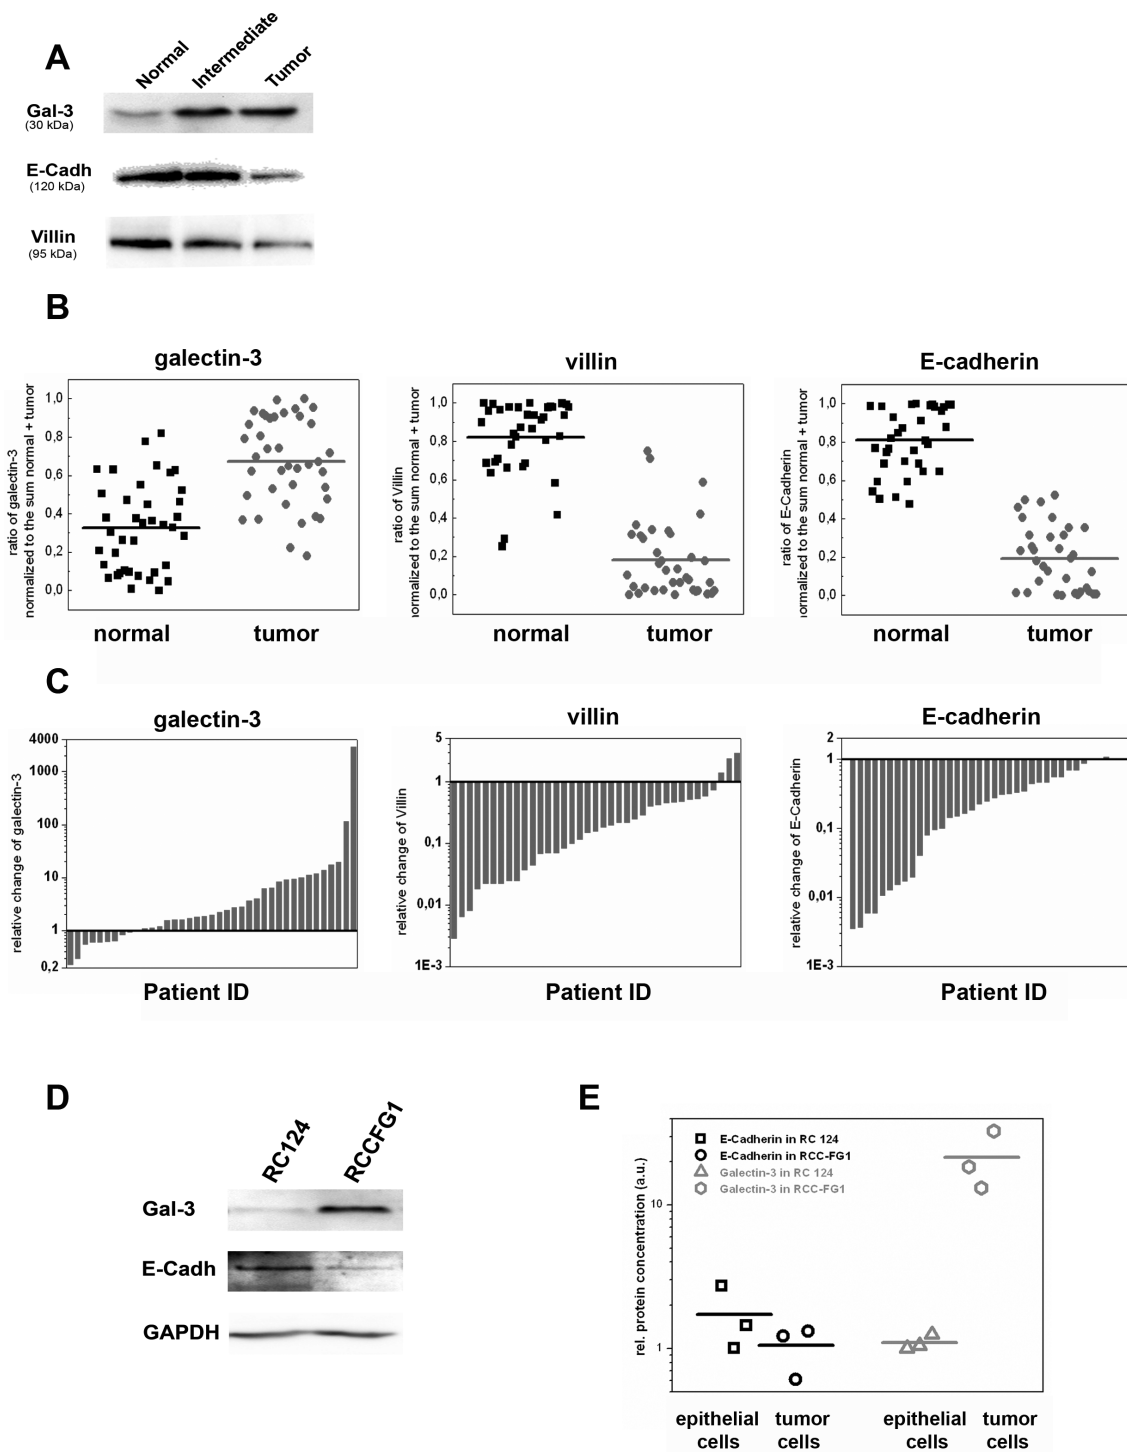 A
Normal
Intermediate
Tumor
Gal-3
(30 kDa)
E-Cadh
(120 kDa)
Villin
(95 kDa)
B
galectin-3
villin
E-cadherin
ratio of galectin-3
normalized to the sum normal + tumor
1,0
0,8
0,6
0,4
0,2
0,0
normal
tumor
ratio of Villin
ormalized to the sum normal + tumor
1,0
0,8
0,6
0,4
0,2
0,0
normal
tumor
ratio of E-Cadherin
ormalized to the sum normal + tumor
1,0
0,8
0,6
0,4
0,2
0,0
normal
tumor
C
galectin-3
villin
E-cadherin
relative change of galectin-3
4000
1000
100
10
1
0,2
Patient ID
relative change of Villin
5
1
0,1
0,01
1E-3
Patient ID
relative change of E-Cadherin
2
1
0,1
0,01
1E-3
Patient ID
D
RC124
RCCFG1
Gal-3
E-Cadh
GAPDH
E
rel. protein concentration (a.u.)
10
1
E-Cadherin in RC 124
E-Cadherin in RCC-FG1
Galectin-3 in RC 124
Galectin-3 in RCC-FG1
epithelial cells
tumor cells
epithelial cells
tumor cells